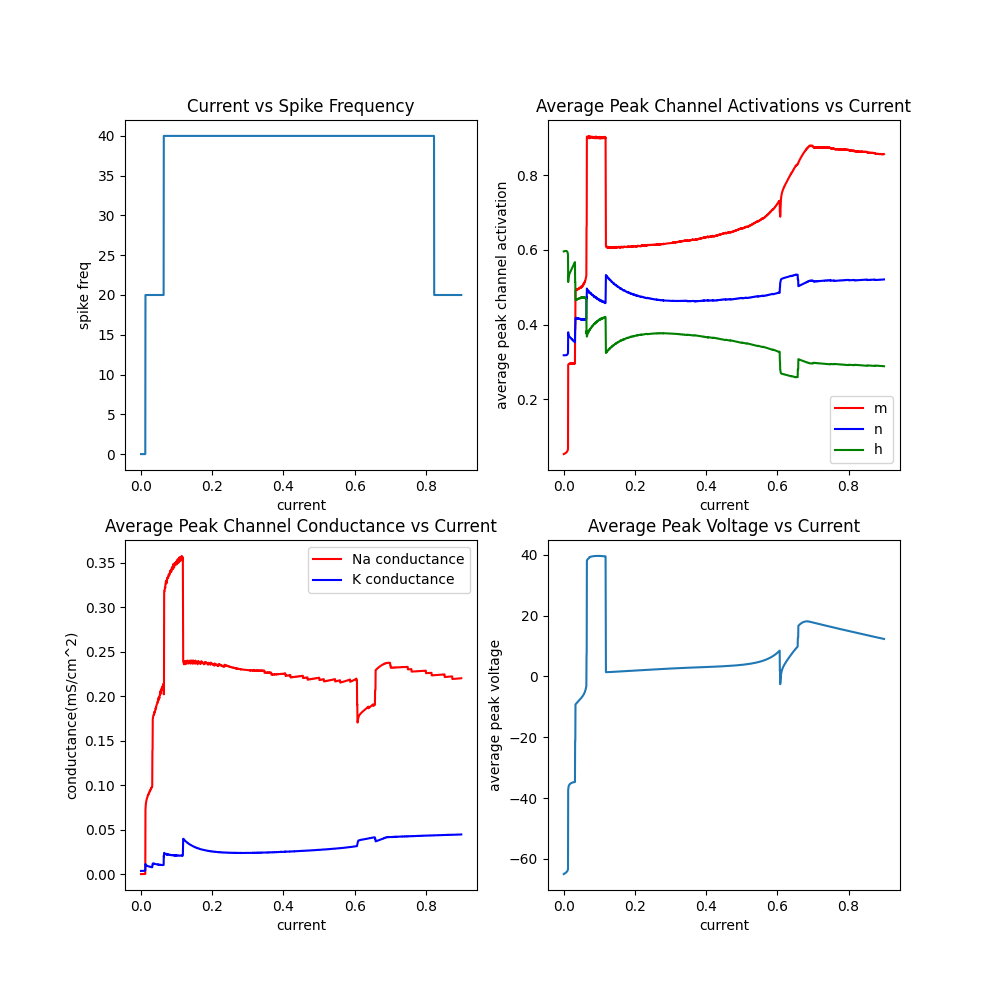 Current vs Spike Frequency
40
35
30
25
20
15
10
5
0
spike freq
0.0 0.2 0.4 0.6 0.8
current
Average Peak Channel Activations vs Current
0.8
0.6
0.4
0.2
average peak channel activation
m
n
h
0.0 0.2 0.4 0.6 0.8
current
Average Peak Channel Conductance vs Current
0.35
0.30
0.25
0.20
0.15
0.10
0.05
0.00
conductance(mS/cm^2)
Na conductance
K conductance
0.0 0.2 0.4 0.6 0.8
current
Average Peak Voltage vs Current
40
20
0
−20
−40
−60
average peak voltage
0.0 0.2 0.4 0.6 0.8
current